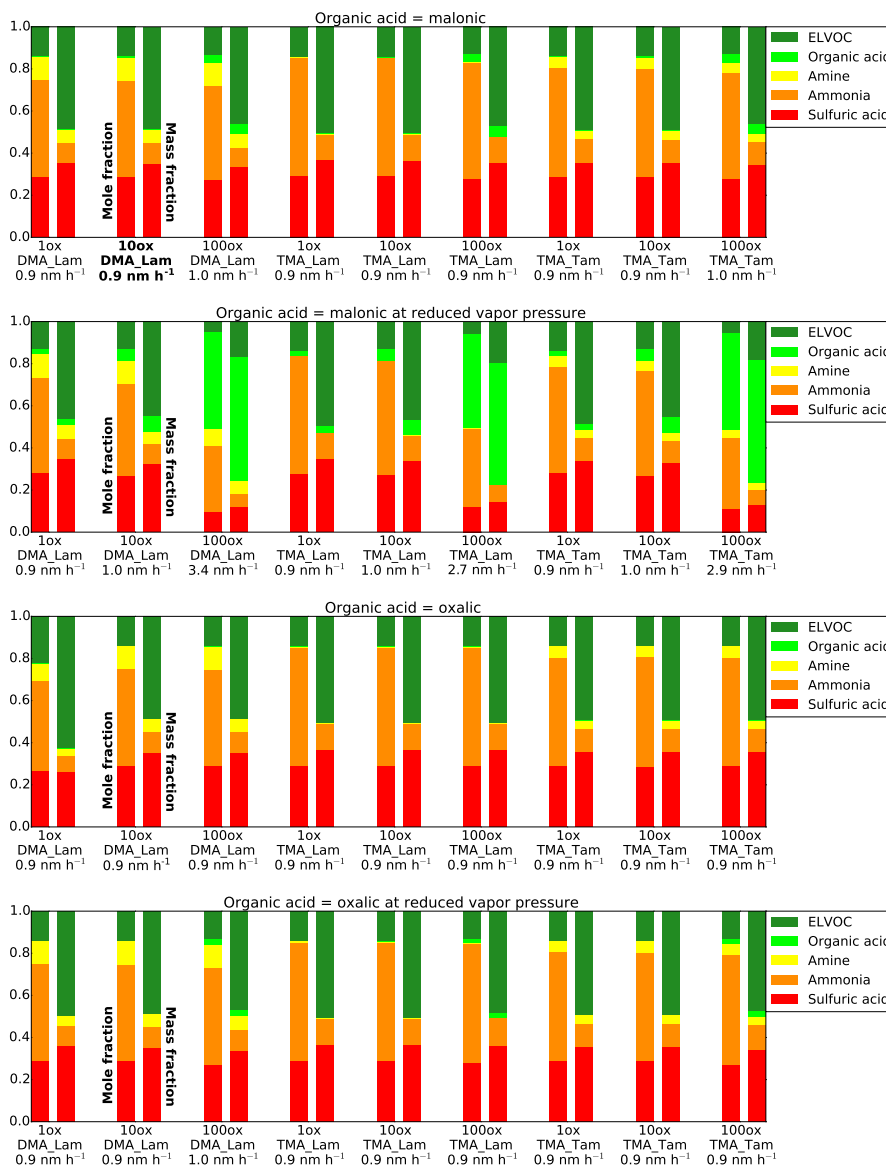 Organic acid = malonic
1.0
0.8
0.6
0.4
0.2
0.0
Mole fraction
Mass fraction
ELVOC
Organic acid
Amine
Ammonia
Sulfuric acid
1ox 10ox 100ox 1ox 10ox 100ox 1ox 10ox 100ox
DMA_Lam DMA_Lam DMA_Lam TMA_Lam TMA_Lam TMA_Lam TMA_Tam TMA_Tam TMA_Tam
0.9 nm h⁻¹ 0.9 nm h⁻¹ 1.0 nm h⁻¹ 0.9 nm h⁻¹ 0.9 nm h⁻¹ 0.9 nm h⁻¹ 0.9 nm h⁻¹ 0.9 nm h⁻¹ 1.0 nm h⁻¹
Organic acid = malonic at reduced vapor pressure
1.0
0.8
0.6
0.4
0.2
0.0
Mole fraction
Mass fraction
ELVOC
Organic acid
Amine
Ammonia
Sulfuric acid
1ox 10ox 100ox 1ox 10ox 100ox 1ox 10ox 100ox
DMA_Lam DMA_Lam DMA_Lam TMA_Lam TMA_Lam TMA_Lam TMA_Tam TMA_Tam TMA_Tam
0.9 nm h⁻¹ 1.0 nm h⁻¹ 3.4 nm h⁻¹ 0.9 nm h⁻¹ 1.0 nm h⁻¹ 2.7 nm h⁻¹ 0.9 nm h⁻¹ 1.0 nm h⁻¹ 2.9 nm h⁻¹
Organic acid = oxalic
1.0
0.8
0.6
0.4
0.2
0.0
Mole fraction
Mass fraction
ELVOC
Organic acid
Amine
Ammonia
Sulfuric acid
1ox 10ox 100ox 1ox 10ox 100ox 1ox 10ox 100ox
DMA_Lam DMA_Lam DMA_Lam TMA_Lam TMA_Lam TMA_Lam TMA_Tam TMA_Tam TMA_Tam
0.9 nm h⁻¹ 0.9 nm h⁻¹ 0.9 nm h⁻¹ 0.9 nm h⁻¹ 0.9 nm h⁻¹ 0.9 nm h⁻¹ 0.9 nm h⁻¹ 0.9 nm h⁻¹ 0.9 nm h⁻¹
Organic acid = oxalic at reduced vapor pressure
1.0
0.8
0.6
0.4
0.2
0.0
Mole fraction
Mass fraction
ELVOC
Organic acid
Amine
Ammonia
Sulfuric acid
1ox 10ox 100ox 1ox 10ox 100ox 1ox 10ox 100ox
DMA_Lam DMA_Lam DMA_Lam TMA_Lam TMA_Lam TMA_Lam TMA_Tam TMA_Tam TMA_Tam
0.9 nm h⁻¹ 0.9 nm h⁻¹ 1.0 nm h⁻¹ 0.9 nm h⁻¹ 0.9 nm h⁻¹ 0.9 nm h⁻¹ 0.9 nm h⁻¹ 0.9 nm h⁻¹ 0.9 nm h⁻¹